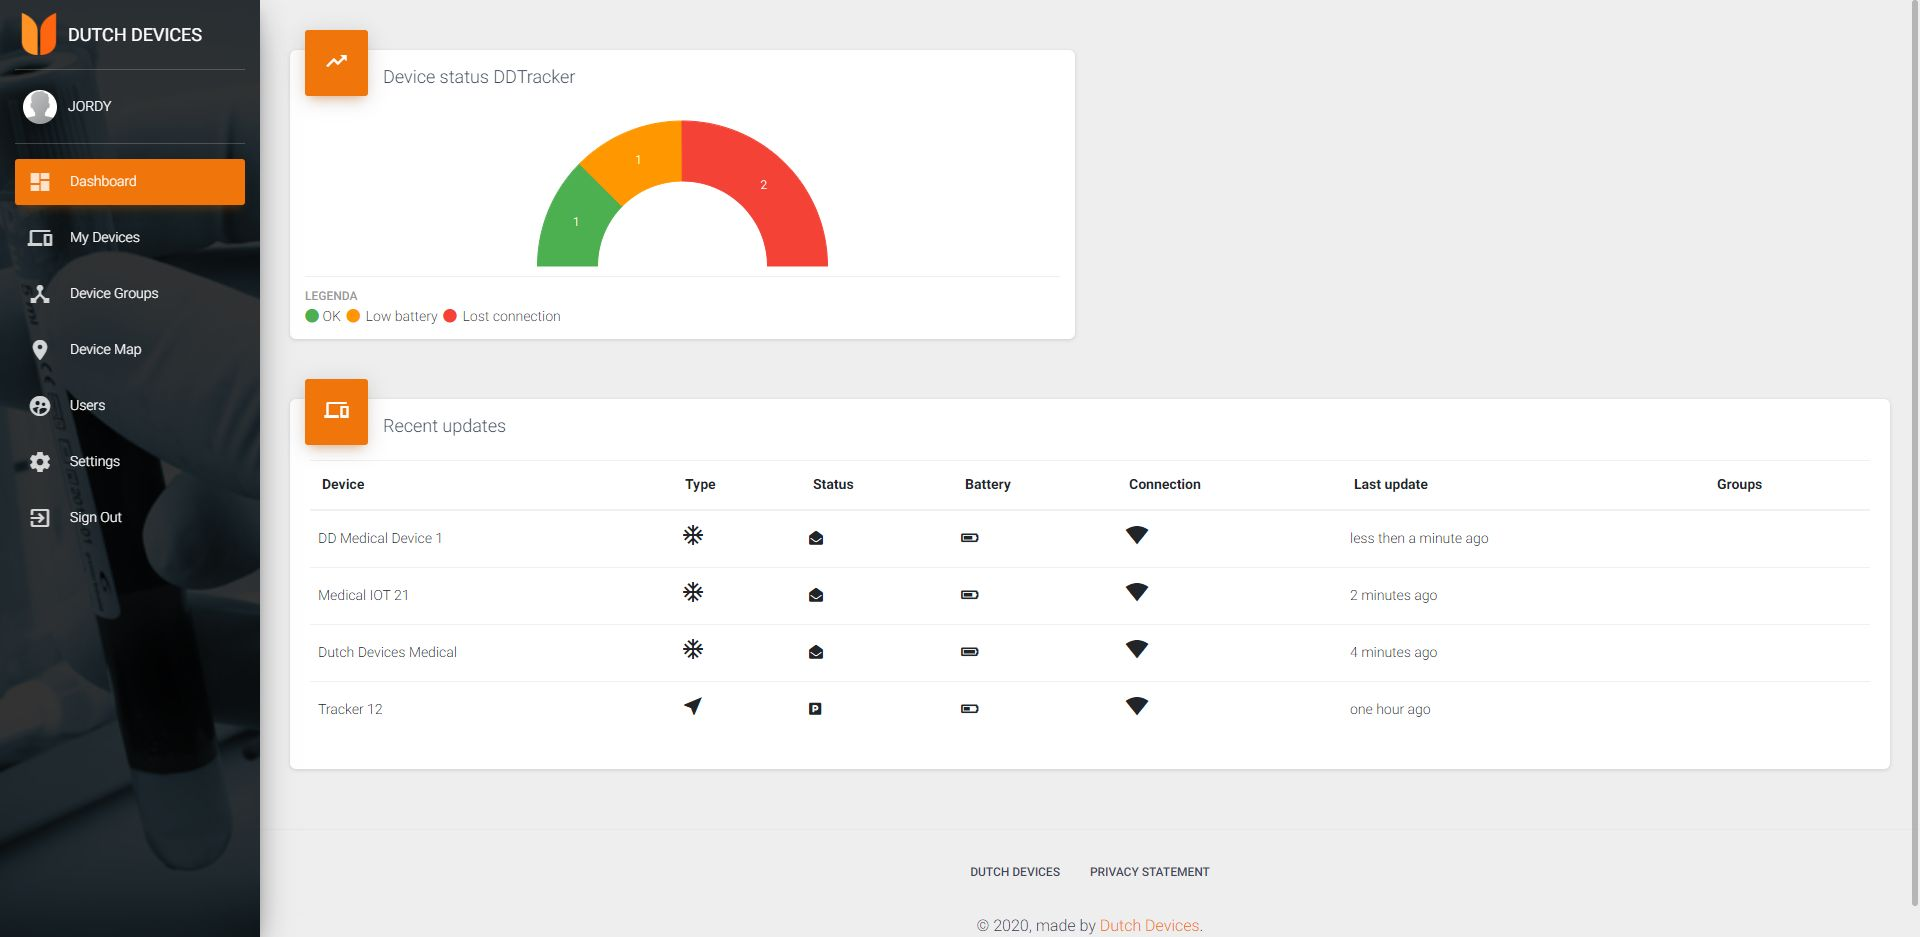 DUTCH DEVICES
JORDY
Dashboard
My Devices
Device Groups
Device Map
Users
Settings
Sign Out
Device status DDTracker
1
1
2
LEGENDA
OK Low battery Lost connection
Recent updates
Device Type Status Battery Connection Last update Groups
DD Medical Device 1 less then a minute ago
Medical IOT 21 2 minutes ago
Dutch Devices Medical 4 minutes ago
Tracker 12 P one hour ago
DUTCH DEVICES PRIVACY STATEMENT
© 2020, made by Dutch Devices.